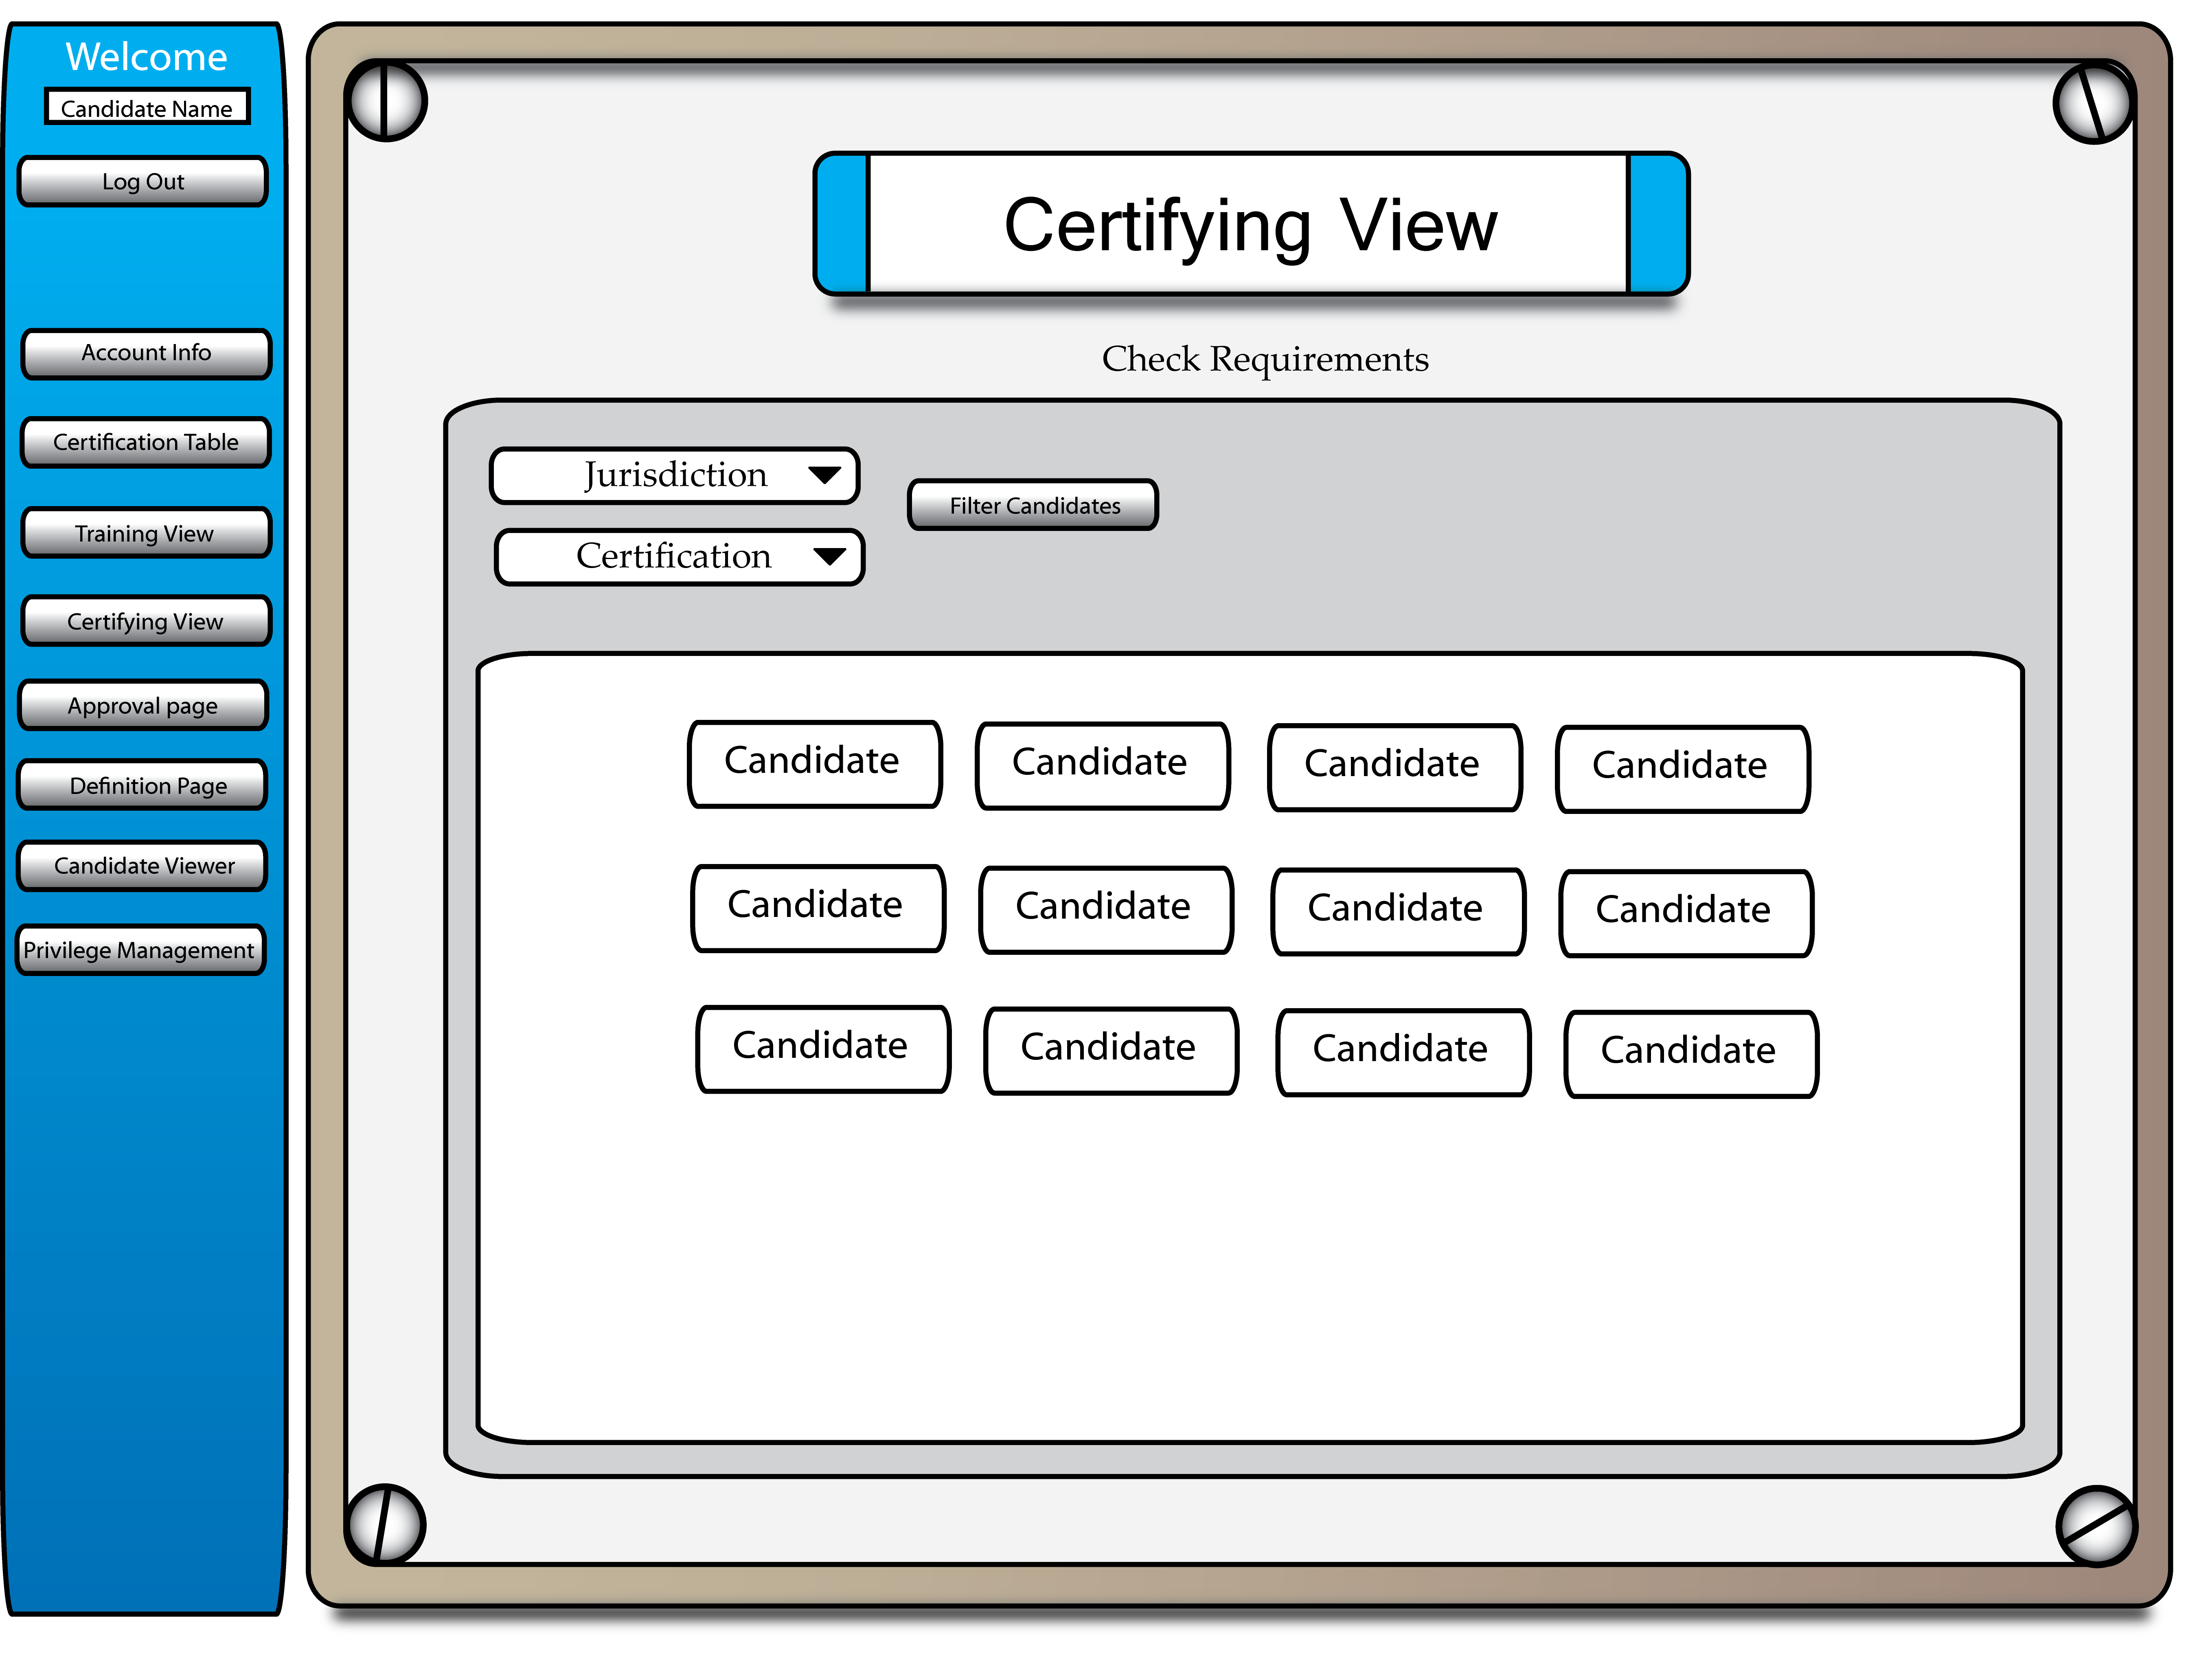 Welcome
Candidate Name
Log Out
Account Info
Certification Table
Training View
Certifying View
Approval page
Definition Page
Candidate Viewer
Privilege Management
Certifying View
Check Requirements
Jurisdiction
Filter Candidates
Certification
Candidate Candidate Candidate Candidate
Candidate Candidate Candidate Candidate
Candidate Candidate Candidate Candidate